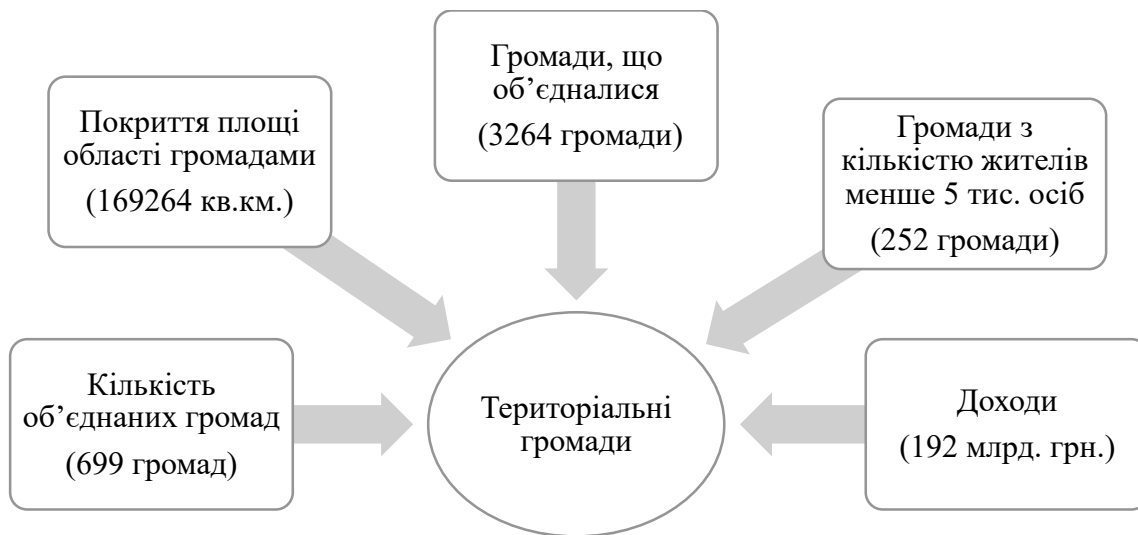 Громади, що
об’єдналися
(3264 громади)
Покриття площі
області громадами
(169264 кв.км.)
Громади з
кількістю жителів
менше 5 тис. осіб
(252 громади)
Кількість
об’єднаних громад
(699 громад)
Територіальні
громади
Доходи
(192 млрд. грн.)